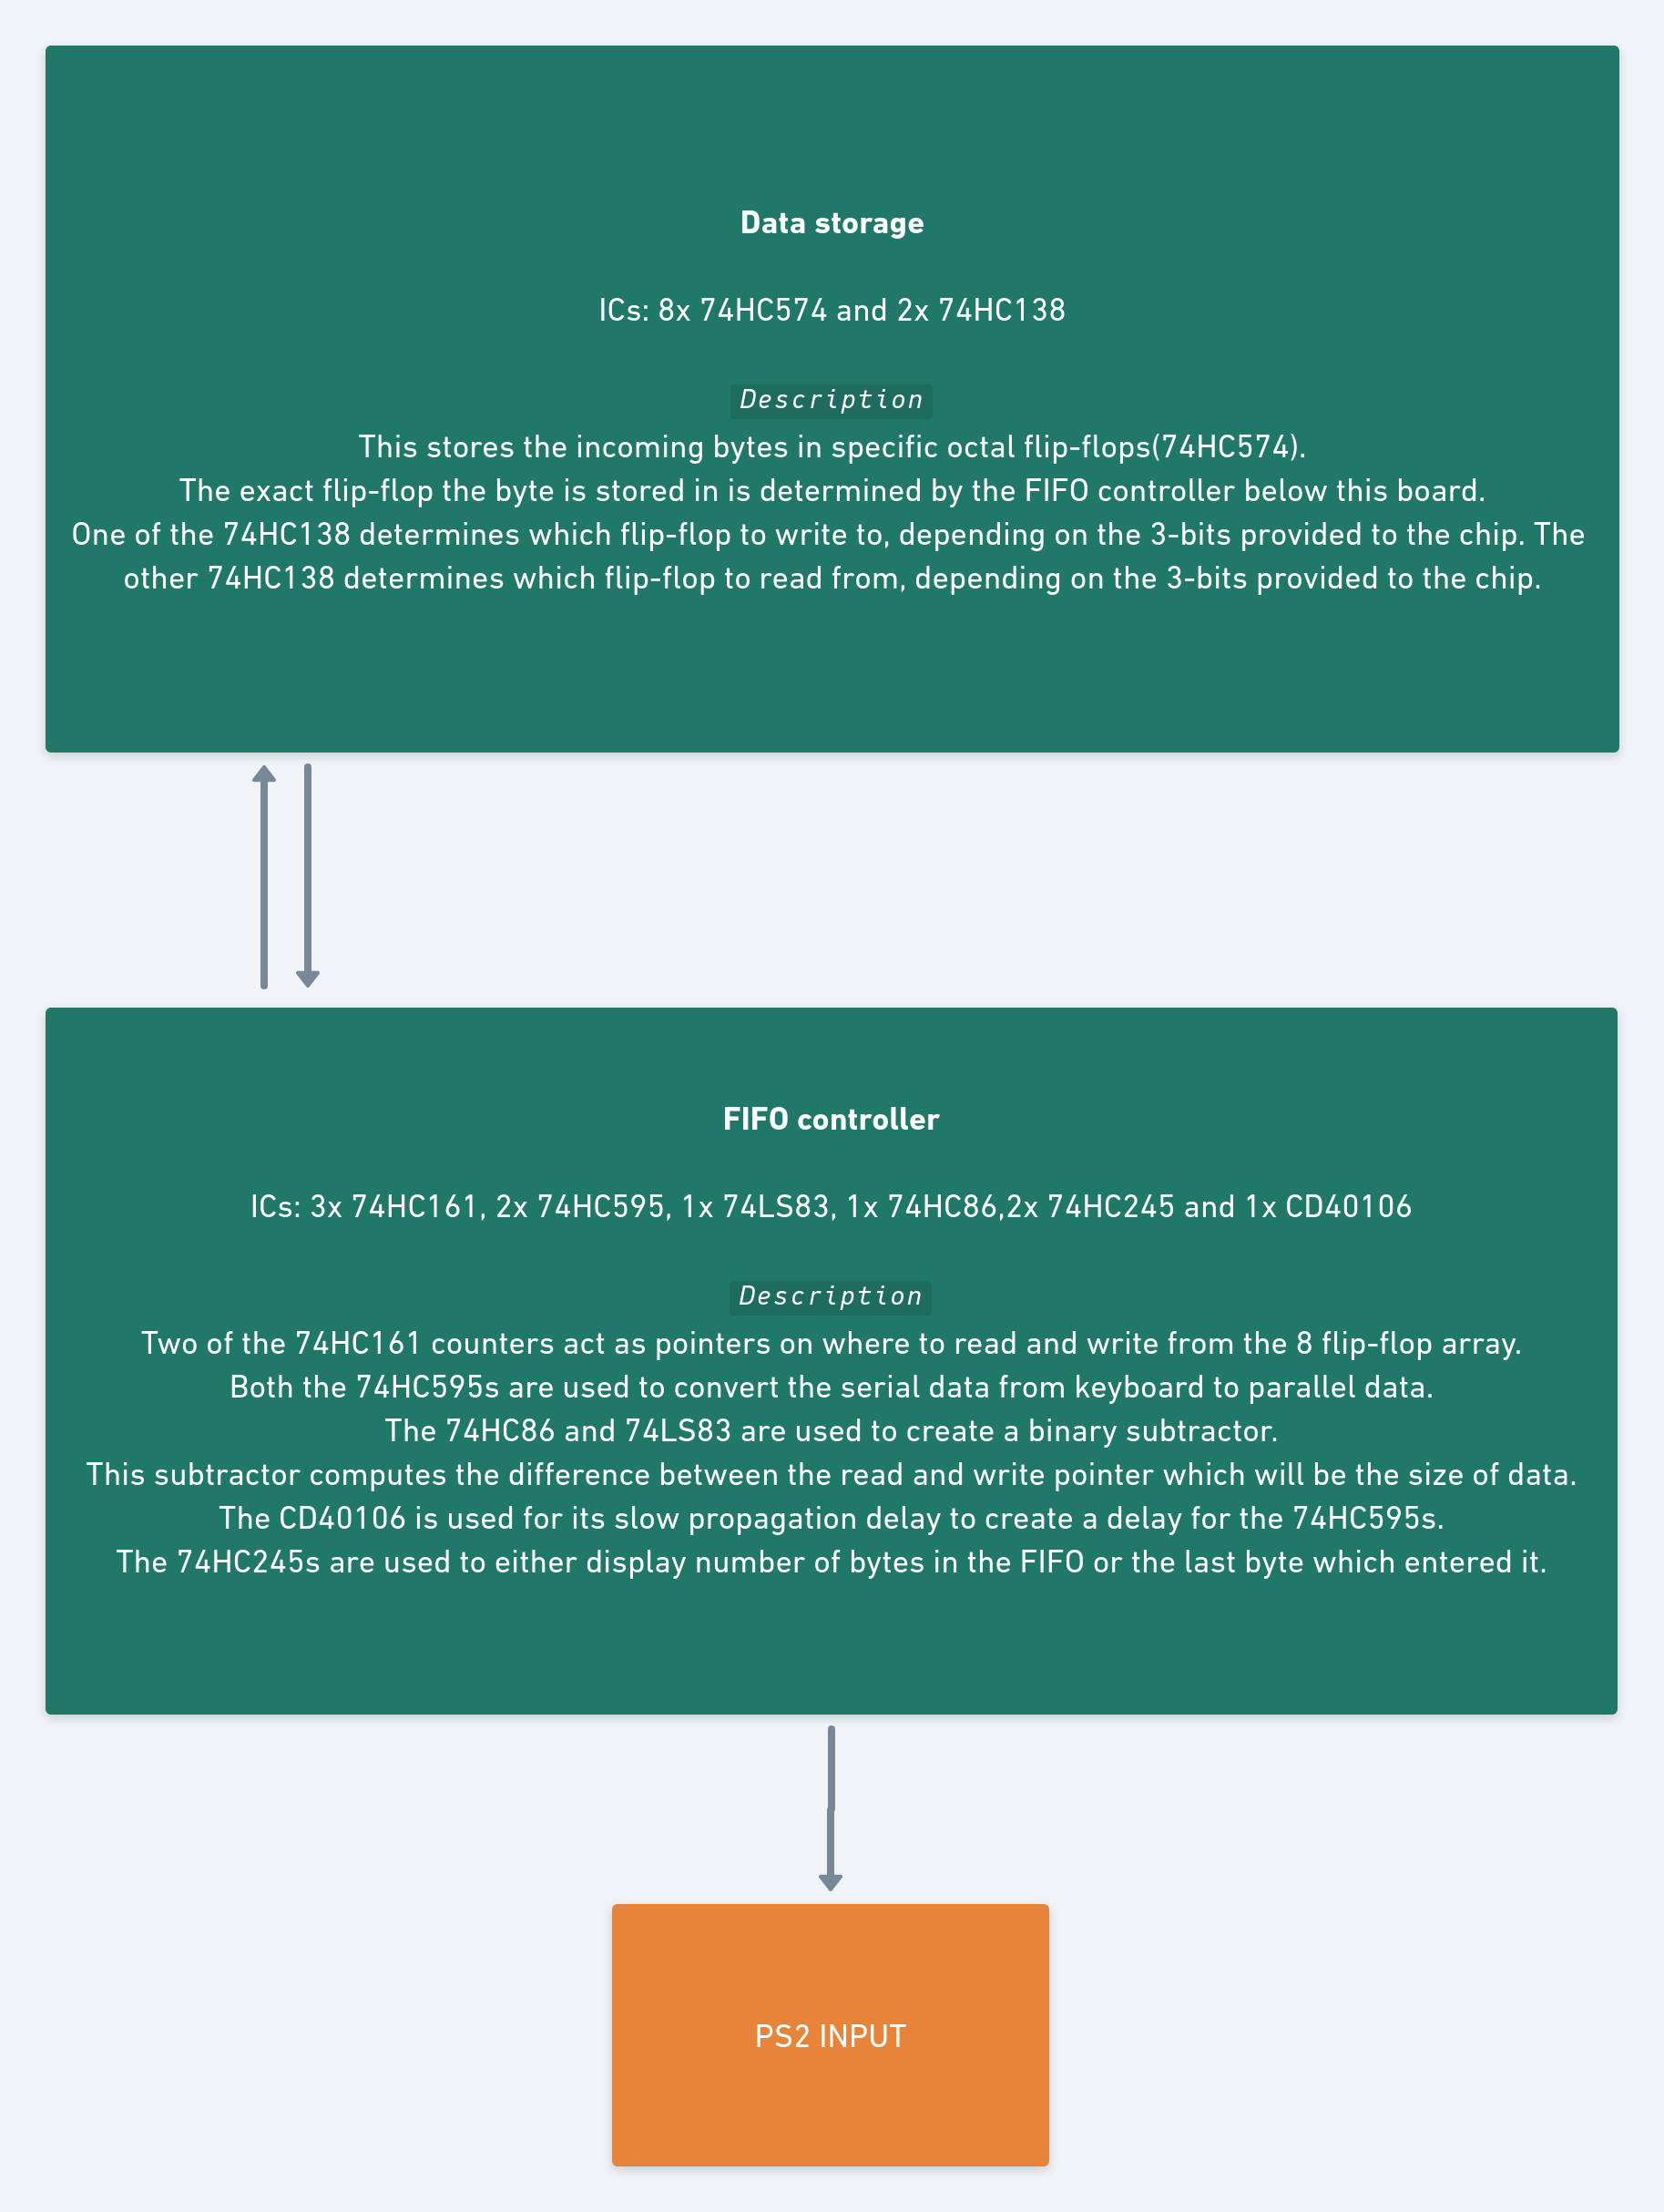 Data storage
ICs: 8x 74HC574 and 2x 74HC138
Description
This stores the incoming bytes in specific octal flip-flops(74HC574).
The exact flip-flop the byte is stored in is determined by the FIFO controller below this board.
One of the 74HC138 determines which flip-flop to write to, depending on the 3-bits provided to the chip. The
other 74HC138 determines which flip-flop to read from, depending on the 3-bits provided to the chip.
FIFO controller
ICs: 3x 74HC161, 2x 74HC595, 1x 74LS83, 1x 74HC86,2x 74HC245 and 1x CD40106
Description
Two of the 74HC161 counters act as pointers on where to read and write from the 8 flip-flop array.
Both the 74HC595s are used to convert the serial data from keyboard to parallel data.
The 74HC86 and 74LS83 are used to create a binary subtractor.
This subtractor computes the difference between the read and write pointer which will be the size of data.
The CD40106 is used for its slow propagation delay to create a delay for the 74HC595s.
The 74HC245s are used to either display number of bytes in the FIFO or the last byte which entered it.
PS2 INPUT